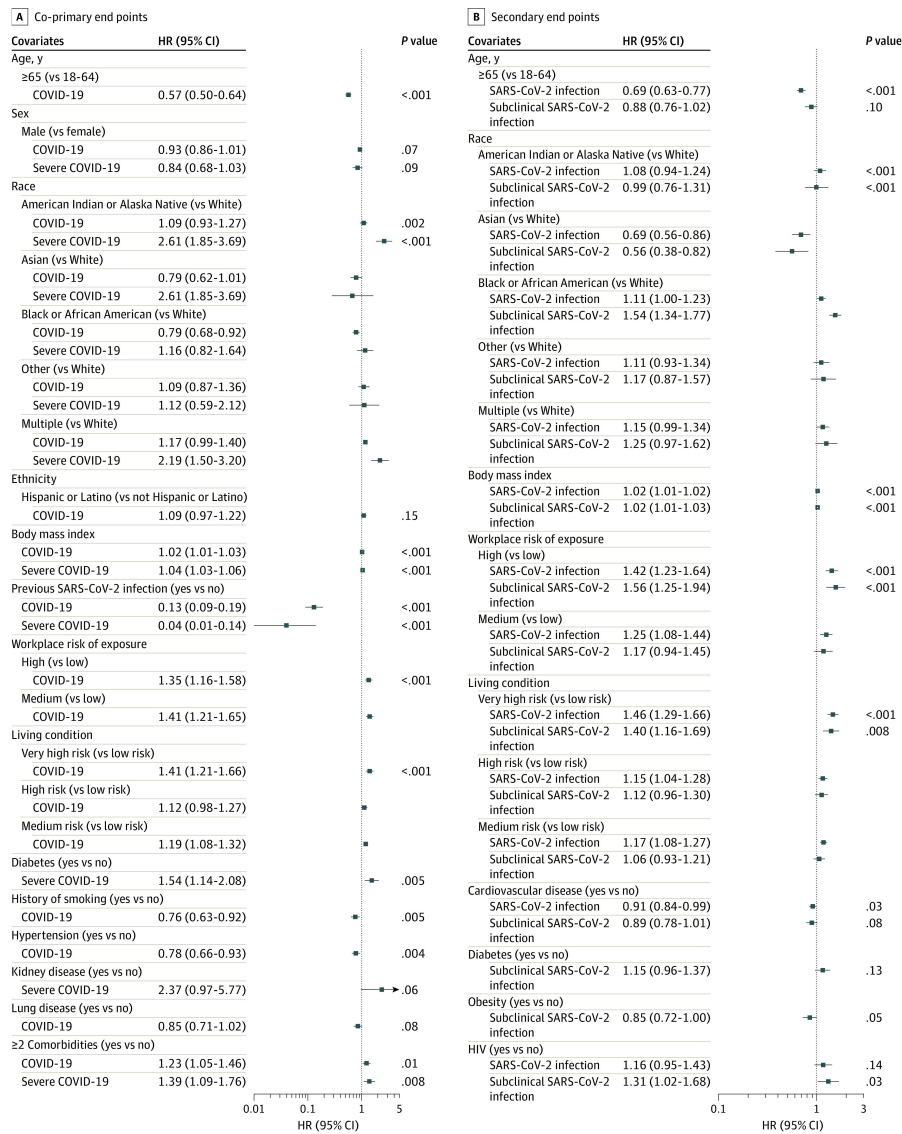 A Co-primary end points
Covariates HR (95% CI) P value
Age, y
≥65 (vs 18-64)
COVID-19 0.57 (0.50-0.64) <.001
Sex
Male (vs female)
COVID-19 0.93 (0.86-1.01) .07
Severe COVID-19 0.84 (0.68-1.03) .09
Race
American Indian or Alaska Native (vs White)
COVID-19 1.09 (0.93-1.27) .002
Severe COVID-19 2.61 (1.85-3.69) <.001
Asian (vs White)
COVID-19 0.79 (0.62-1.01)
Severe COVID-19 2.61 (1.85-3.69)
Black or African American (vs White)
COVID-19 0.79 (0.68-0.92)
Severe COVID-19 1.16 (0.82-1.64)
Other (vs White)
COVID-19 1.09 (0.87-1.36)
Severe COVID-19 1.12 (0.59-2.12)
Multiple (vs White)
COVID-19 1.17 (0.99-1.40)
Severe COVID-19 2.19 (1.50-3.20)
Ethnicity
Hispanic or Latino (vs not Hispanic or Latino)
COVID-19 1.09 (0.97-1.22) .15
Body mass index
COVID-19 1.02 (1.01-1.03) <.001
Severe COVID-19 1.04 (1.03-1.06) <.001
Previous SARS-CoV-2 infection (yes vs no)
COVID-19 0.13 (0.09-0.19) <.001
Severe COVID-19 0.04 (0.01-0.14) <.001
Workplace risk of exposure
High (vs low)
COVID-19 1.35 (1.16-1.58) <.001
Medium (vs low)
COVID-19 1.41 (1.21-1.65)
Living condition
Very high risk (vs low risk)
COVID-19 1.41 (1.21-1.66) <.001
High risk (vs low risk)
COVID-19 1.12 (0.98-1.27)
Medium risk (vs low risk)
COVID-19 1.19 (1.08-1.32)
Diabetes (yes vs no)
Severe COVID-19 1.54 (1.14-2.08) .005
History of smoking (yes vs no)
COVID-19 0.76 (0.63-0.92) .005
Hypertension (yes vs no)
COVID-19 0.78 (0.66-0.93) .004
Kidney disease (yes vs no)
Severe COVID-19 2.37 (0.97-5.77) .06
Lung disease (yes vs no)
COVID-19 0.85 (0.71-1.02) .08
≥2 Comorbidities (yes vs no)
COVID-19 1.23 (1.05-1.46) .01
Severe COVID-19 1.39 (1.09-1.76) .008
0.01 0.1 1 5
HR (95% CI)
B Secondary end points
Covariates HR (95% CI) P value
Age, y
≥65 (vs 18-64)
SARS-CoV-2 infection 0.69 (0.63-0.77) <.001
Subclinical SARS-CoV-2 0.88 (0.76-1.02) .10
infection
Race
American Indian or Alaska Native (vs White)
SARS-CoV-2 infection 1.08 (0.94-1.24) <.001
Subclinical SARS-CoV-2 0.99 (0.76-1.31) <.001
infection
Asian (vs White)
SARS-CoV-2 infection 0.69 (0.56-0.86)
Subclinical SARS-CoV-2 0.56 (0.38-0.82)
infection
Black or African American (vs White)
SARS-CoV-2 infection 1.11 (1.00-1.23)
Subclinical SARS-CoV-2 1.54 (1.34-1.77)
infection
Other (vs White)
SARS-CoV-2 infection 1.11 (0.93-1.34)
Subclinical SARS-CoV-2 1.17 (0.87-1.57)
infection
Multiple (vs White)
SARS-CoV-2 infection 1.15 (0.99-1.34)
Subclinical SARS-CoV-2 1.25 (0.97-1.62)
infection
Body mass index
SARS-CoV-2 infection 1.02 (1.01-1.02) <.001
Subclinical SARS-CoV-2 1.02 (1.01-1.03) <.001
infection
Workplace risk of exposure
High (vs low)
SARS-CoV-2 infection 1.42 (1.23-1.64) <.001
Subclinical SARS-CoV-2 1.56 (1.25-1.94) <.001
infection
Medium (vs low)
SARS-CoV-2 infection 1.25 (1.08-1.44)
Subclinical SARS-CoV-2 1.17 (0.94-1.45)
infection
Living condition
Very high risk (vs low risk)
SARS-CoV-2 infection 1.46 (1.29-1.66) <.001
Subclinical SARS-CoV-2 1.40 (1.16-1.69) .008
infection
High risk (vs low risk)
SARS-CoV-2 infection 1.15 (1.04-1.28)
Subclinical SARS-CoV-2 1.12 (0.96-1.30)
infection
Medium risk (vs low risk)
SARS-CoV-2 infection 1.17 (1.08-1.27)
Subclinical SARS-CoV-2 1.06 (0.93-1.21)
infection
Cardiovascular disease (yes vs no)
SARS-CoV-2 infection 0.91 (0.84-0.99) .03
Subclinical SARS-CoV-2 0.89 (0.78-1.01) .08
infection
Diabetes (yes vs no)
Subclinical SARS-CoV-2 1.15 (0.96-1.37) .13
infection
Obesity (yes vs no)
Subclinical SARS-CoV-2 0.85 (0.72-1.00) .05
infection
HIV (yes vs no)
SARS-CoV-2 infection 1.16 (0.95-1.43) .14
Subclinical SARS-CoV-2 1.31 (1.02-1.68) .03
infection
0.1 1 3
HR (95% CI)